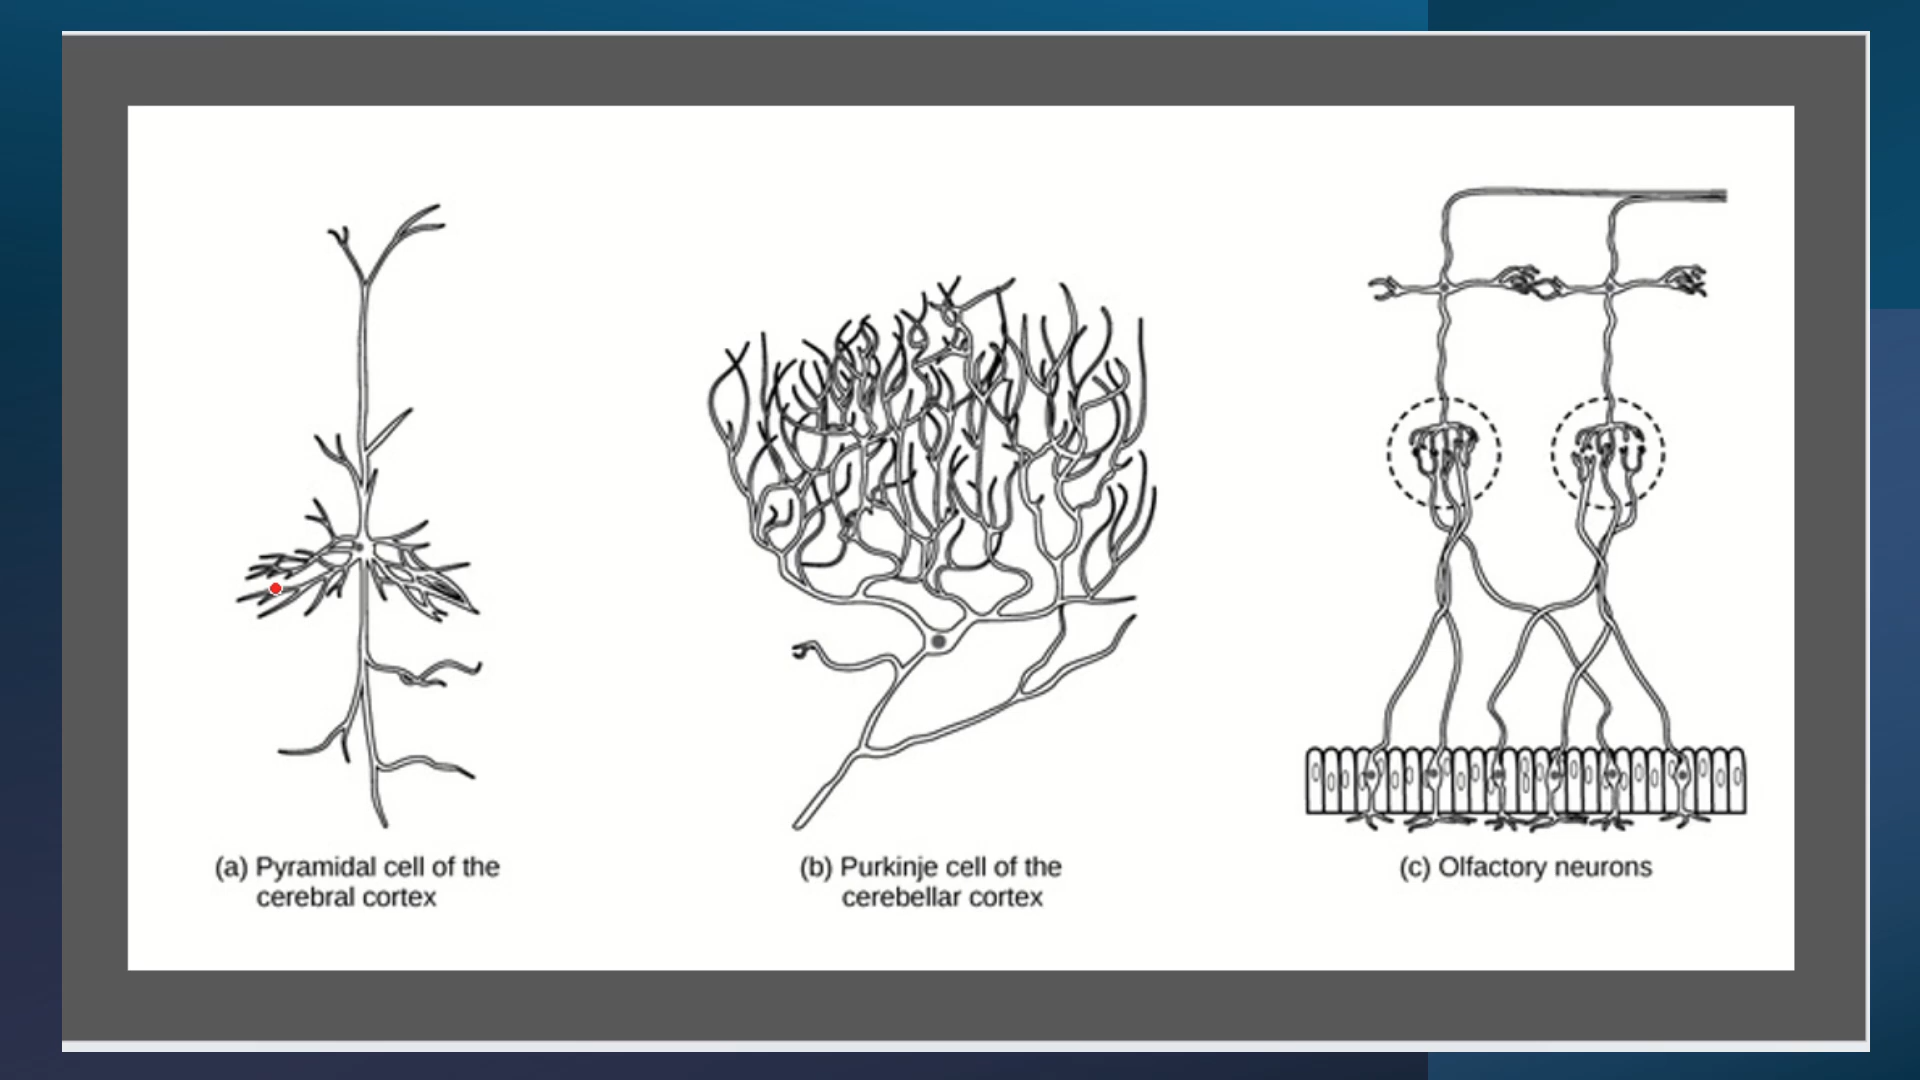 (a) Pyramidal cell of the
cerebral cortex
(b) Purkinje cell of the
cerebellar cortex
(c) Olfactory neurons